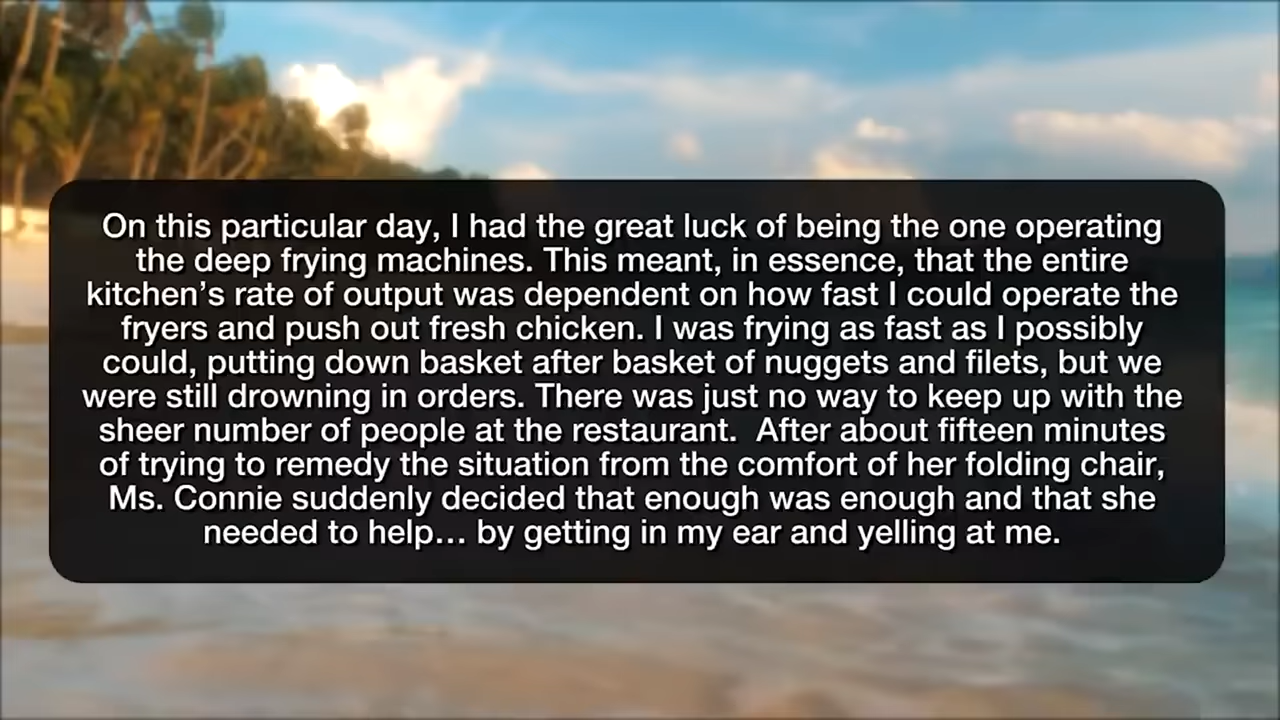 On this particular day, I had the great luck of being the one operating
the deep frying machines. This meant, in essence, that the entire
kitchen’s rate of output was dependent on how fast I could operate the
fryers and push out fresh chicken. I was frying as fast as I possibly
could, putting down basket after basket of nuggets and filets, but we
were still drowning in orders. There was just no way to keep up with the
sheer number of people at the restaurant.  After about fifteen minutes
of trying to remedy the situation from the comfort of her folding chair,
Ms. Connie suddenly decided that enough was enough and that she
needed to help… by getting in my ear and yelling at me.